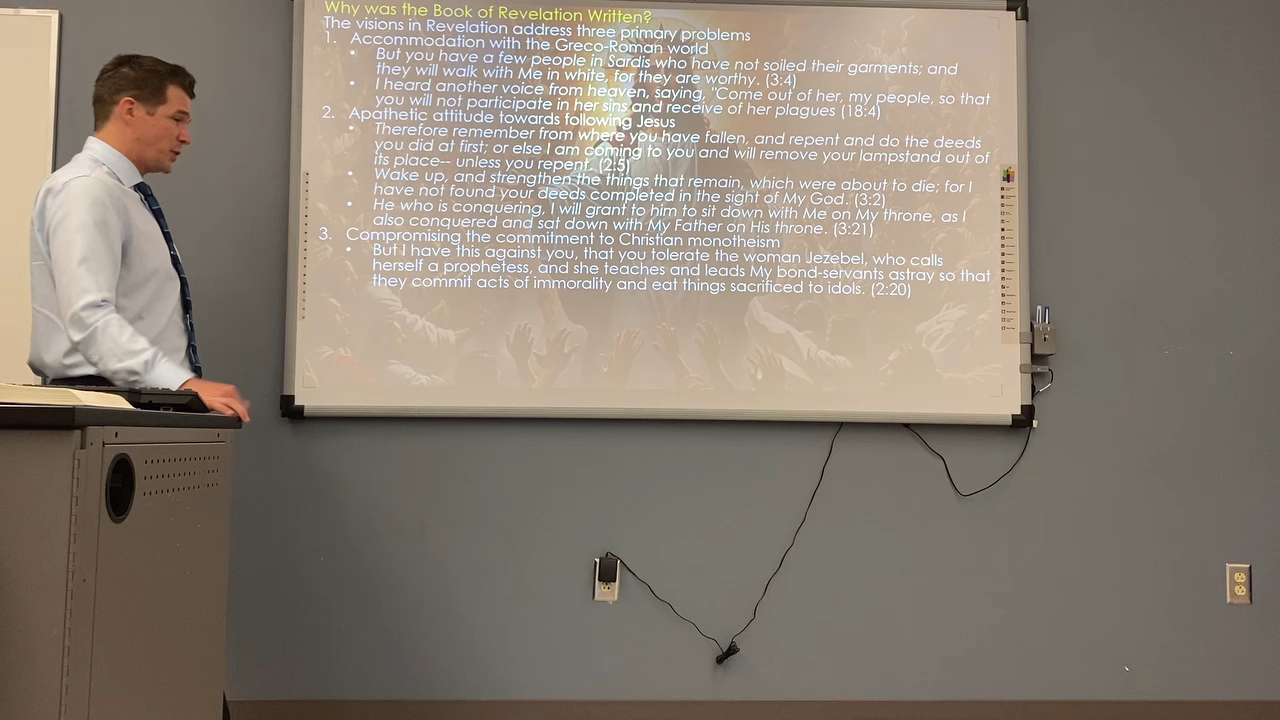 Why was the Book of Revelation Written?
The visions in Revelation address three primary problems
1. Accommodation with the Greco-Roman world
• But you have a few people in Sardis who have not soiled their garments; and
they will walk with Me in white, for they are worthy. (3:4)
• I heard another voice from heaven, saying, "Come out of her, my people, so that
you will not participate in her sins and receive of her plagues (18:4)
2. Apathetic attitude towards following Jesus
• Therefore remember from where you have fallen, and repent and do the deeds
you did at first; or else I am coming to you and will remove your lampstand out of
its place-- unless you repent. (2:5)
• Wake up, and strengthen the things that remain, which were about to die; for I
have not found your deeds completed in the sight of My God. (3:2)
• He who is conquering, I will grant to him to sit down with Me on My throne, as I
also conquered and sat down with My Father on His throne. (3:21)
3. Compromising the commitment to Christian monotheism
• But I have this against you, that you tolerate the woman Jezebel, who calls
herself a prophetess, and she teaches and leads My bond-servants astray so that
they commit acts of immorality and eat things sacrificed to idols. (2:20)